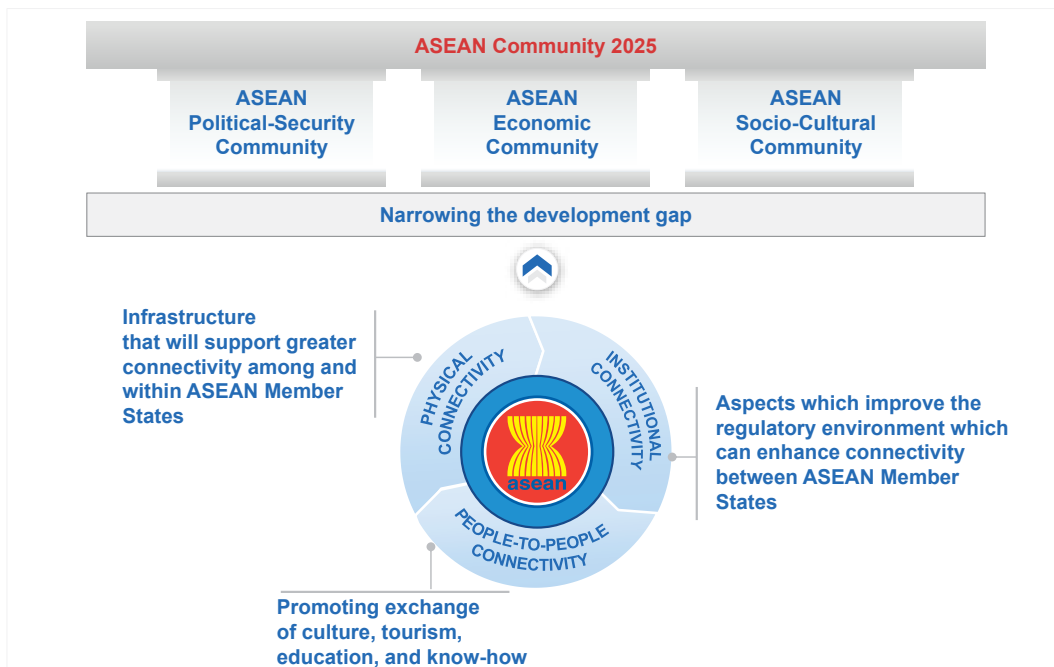 ASEAN Community 2025
ASEAN
Political-Security
Community
ASEAN
Economic
Community
ASEAN
Socio-Cultural
Community
Narrowing the development gap
Infrastructure
that will support greater
connectivity among and
within ASEAN Member
States
PHYSICAL
CONNECTIVITY
INSTITUTIONAL
CONNECTIVITY
asean
Aspects which improve the
regulatory environment which
can enhance connectivity
between ASEAN Member
States
PEOPLE-TO-PEOPLE
CONNECTIVITY
Promoting exchange
of culture, tourism,
education, and know-how